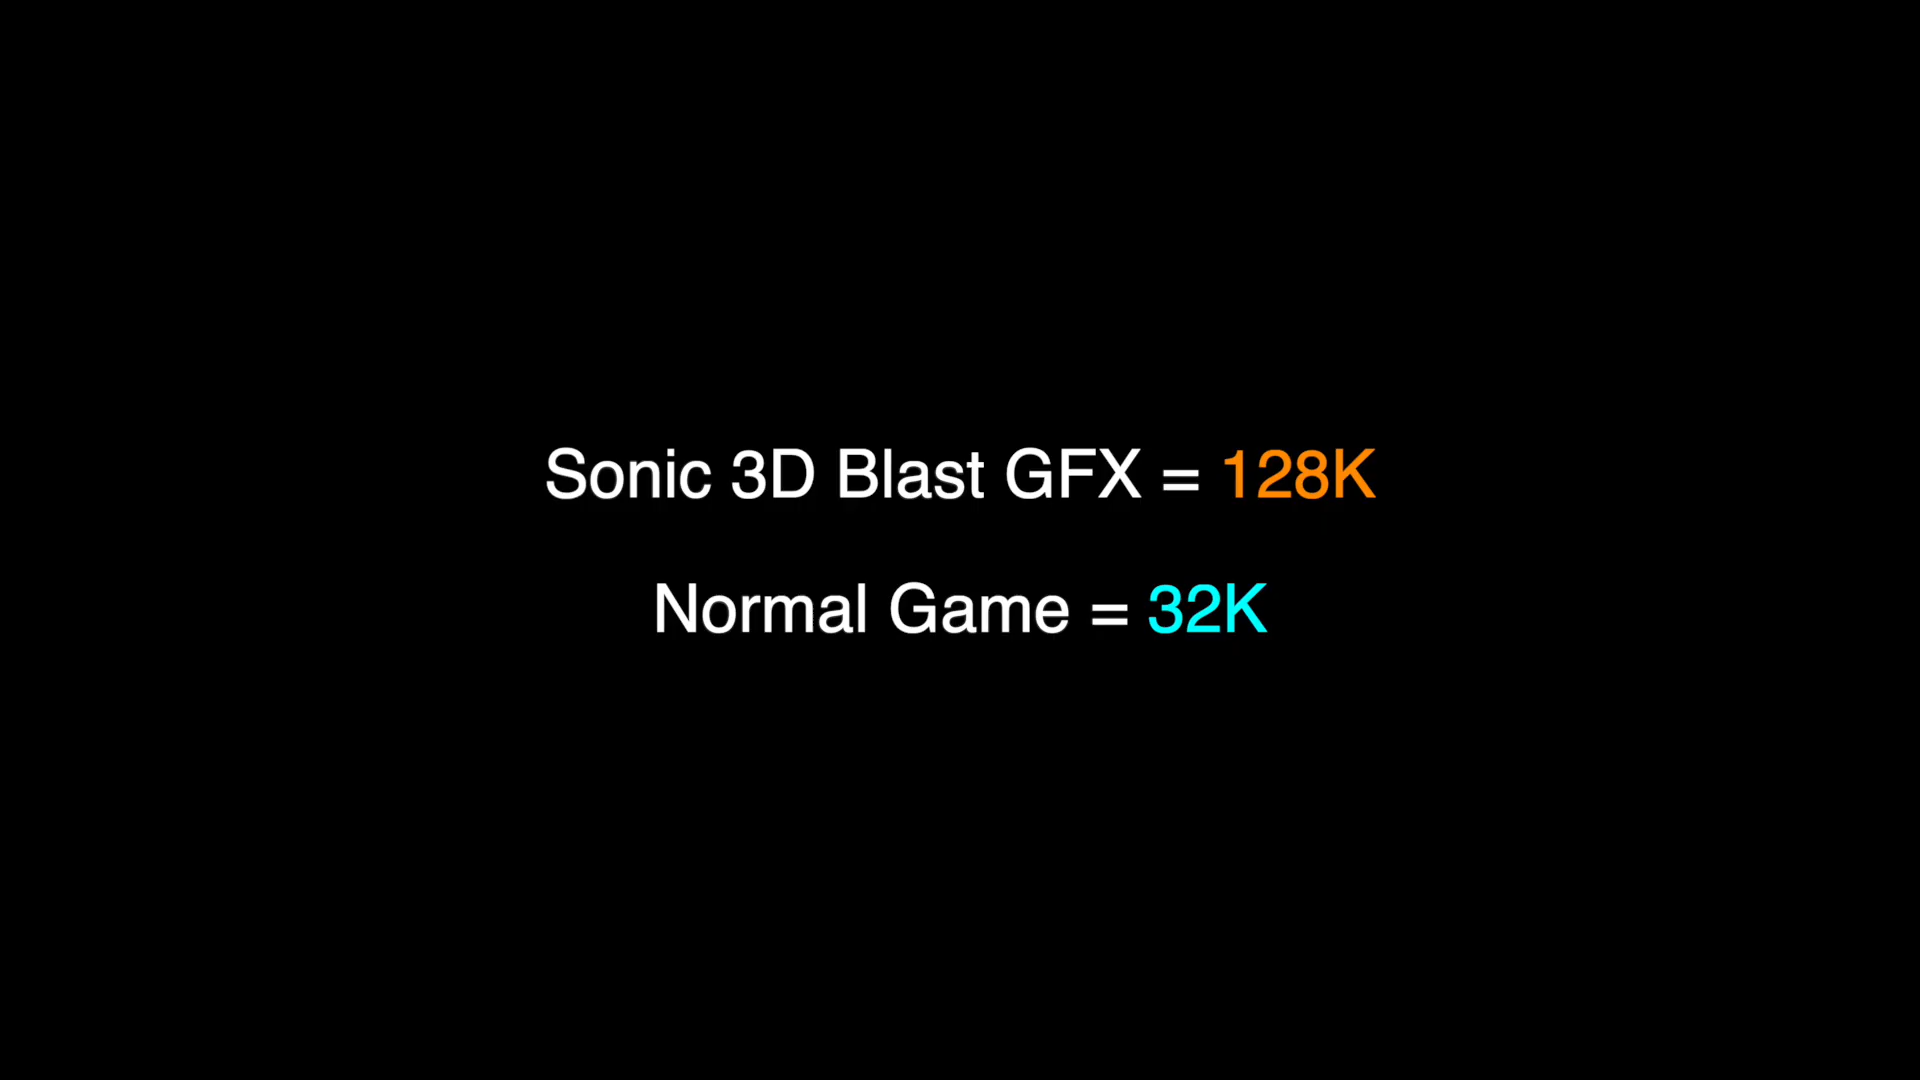 Sonic 3D Blast GFX = 128K
Normal Game = 32K